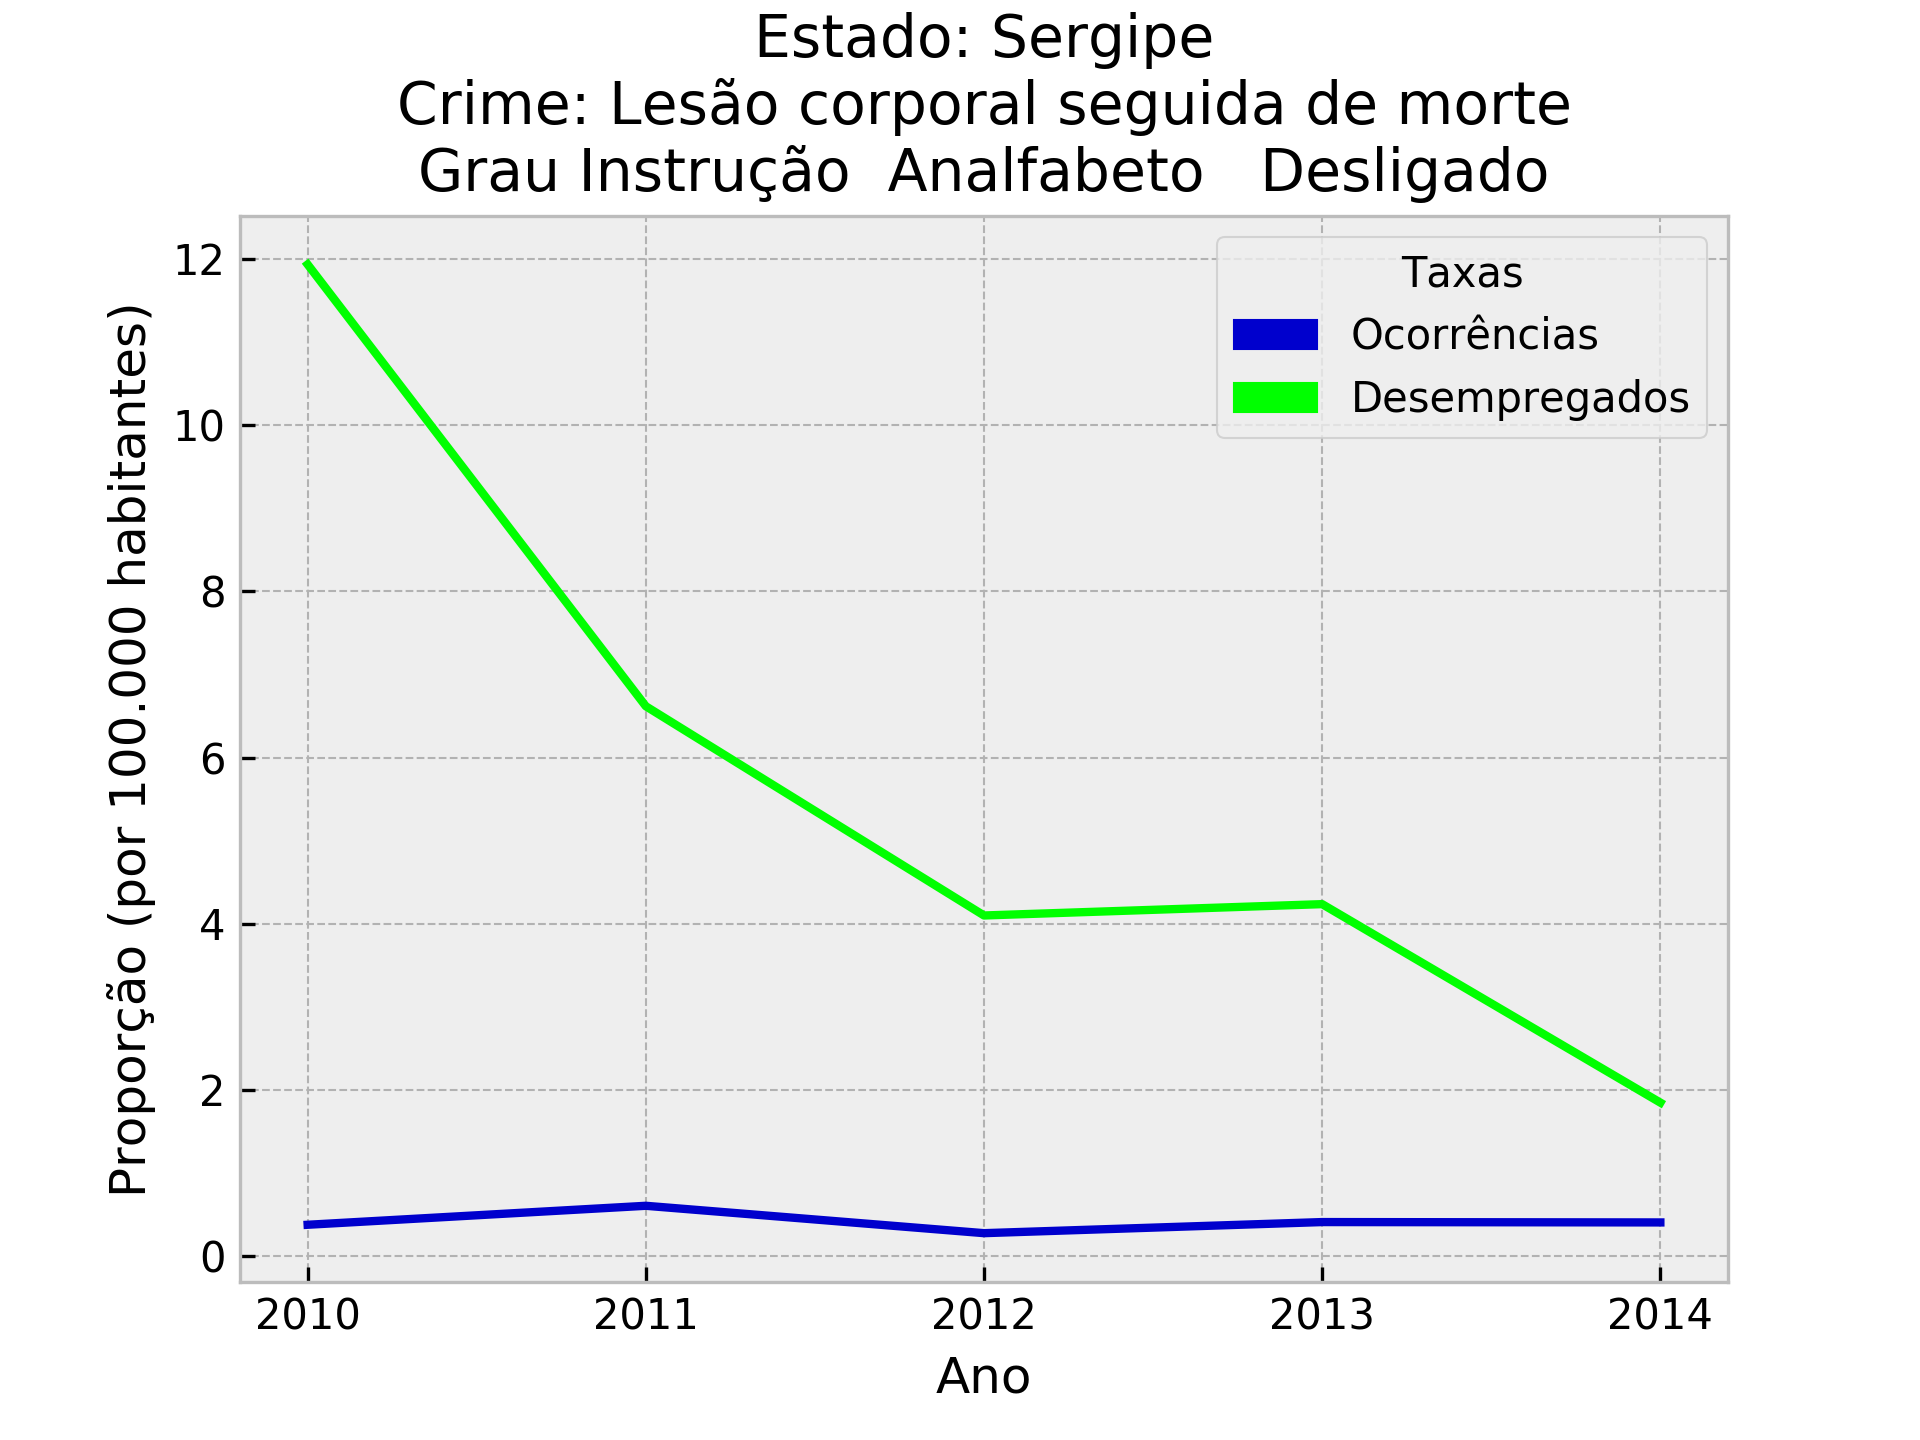 Estado: Sergipe
Crime: Lesão corporal seguida de morte
Grau Instrução  Analfabeto   Desligado
Taxas
Ocorrências
Desempregados
Proporção (por 100.000 habitantes)
12
10
8
6
4
2
0
2010 2011 2012 2013 2014
Ano